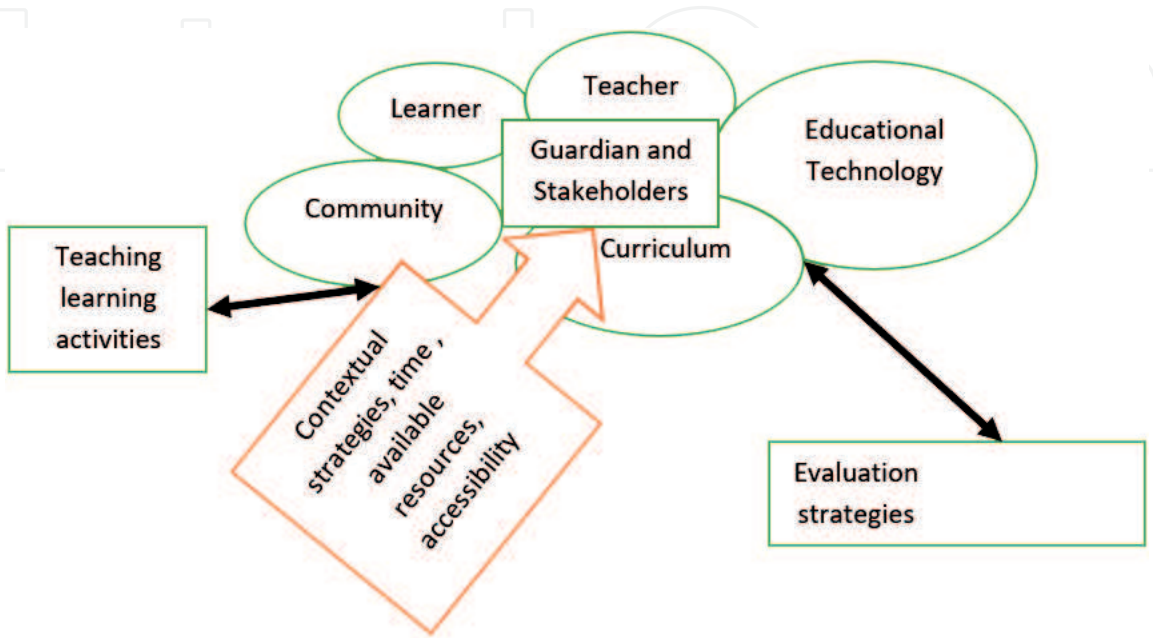 Teacher
Learner
Educational
Technology
Guardian and
Stakeholders
Community
Curriculum
Teaching
learning
activities
Contextual
strategies, time ,
available
resources,
accessibility
Evaluation
strategies